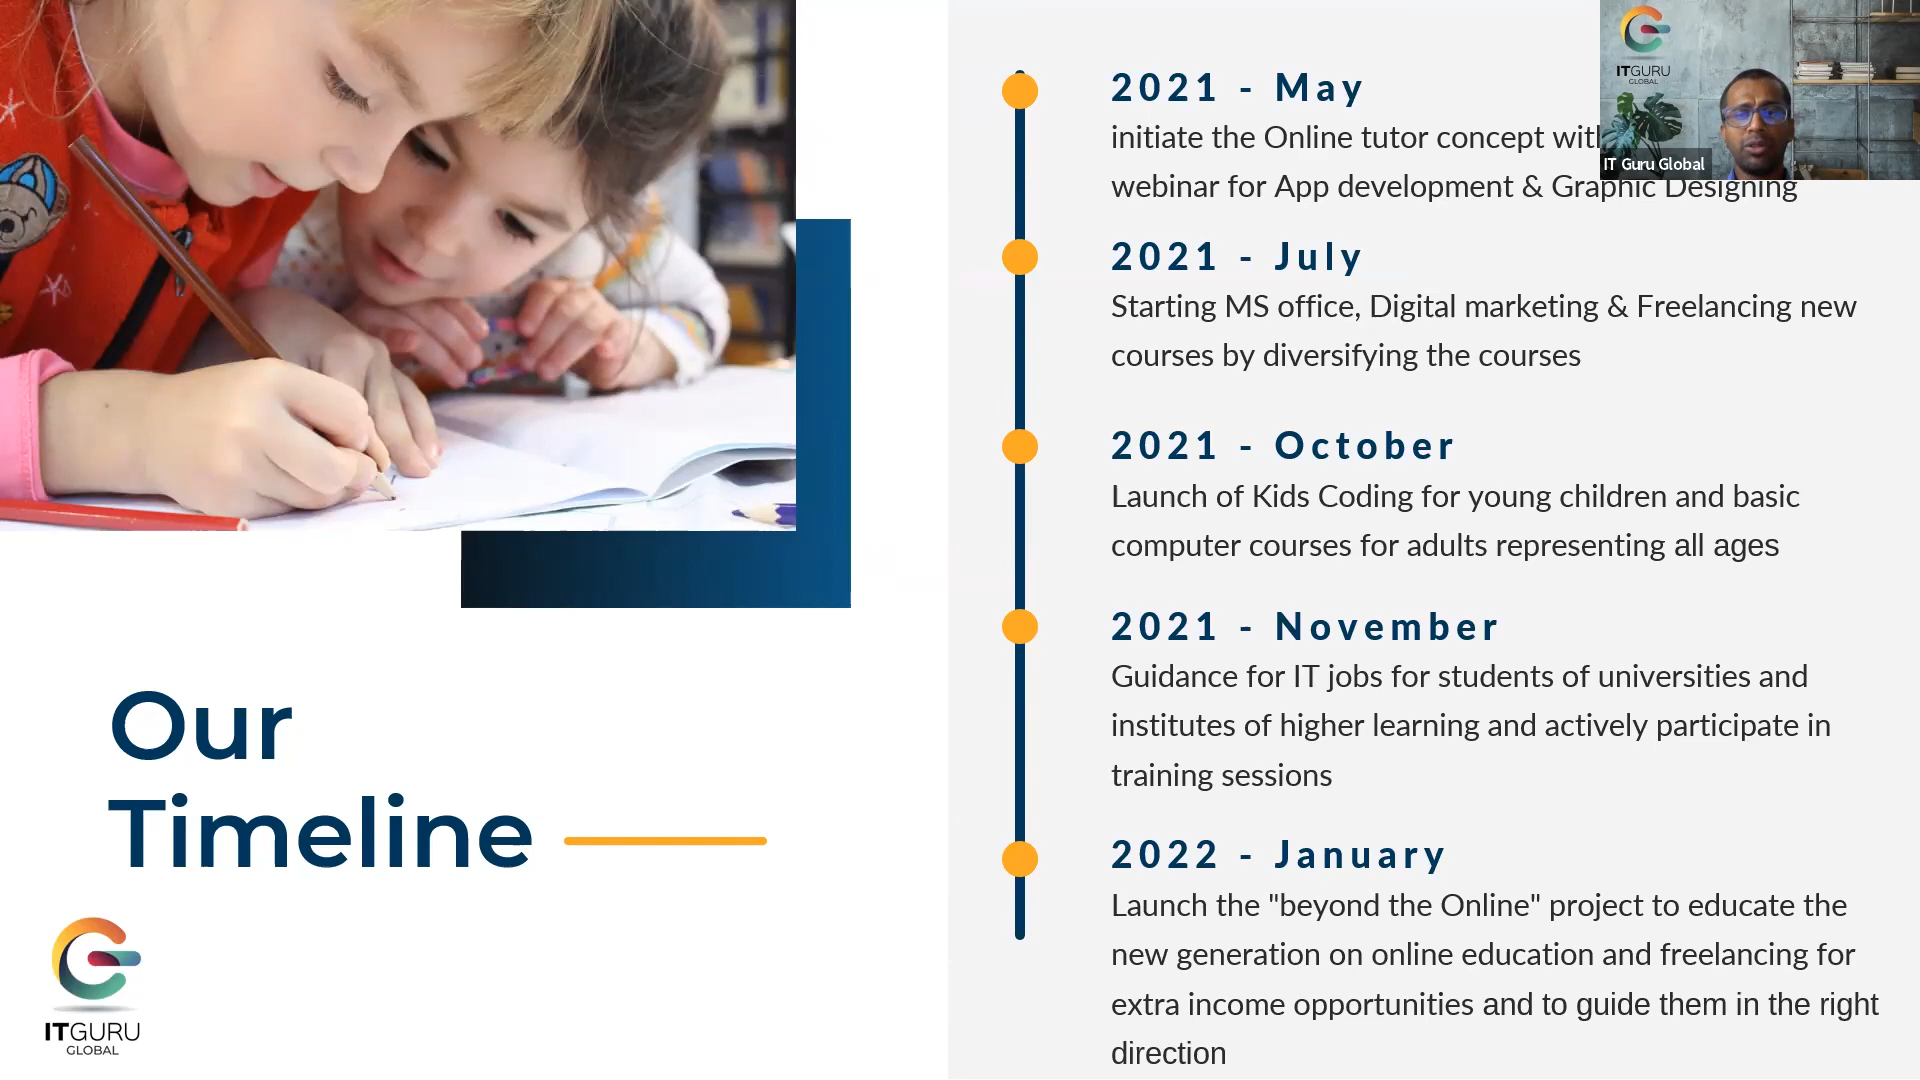 Our
Timeline
ITGURU
GLOBAL
2021 - May
initiate the Online tutor concept with
webinar for App development & Graphic Designing
2021 - July
Starting MS office, Digital marketing & Freelancing new
courses by diversifying the courses
2021 - October
Launch of Kids Coding for young children and basic
computer courses for adults representing all ages
2021 - November
Guidance for IT jobs for students of universities and
institutes of higher learning and actively participate in
training sessions
2022 - January
Launch the "beyond the Online" project to educate the
new generation on online education and freelancing for
extra income opportunities and to guide them in the right
direction
ITGURU
GLOBAL
IT Guru Global